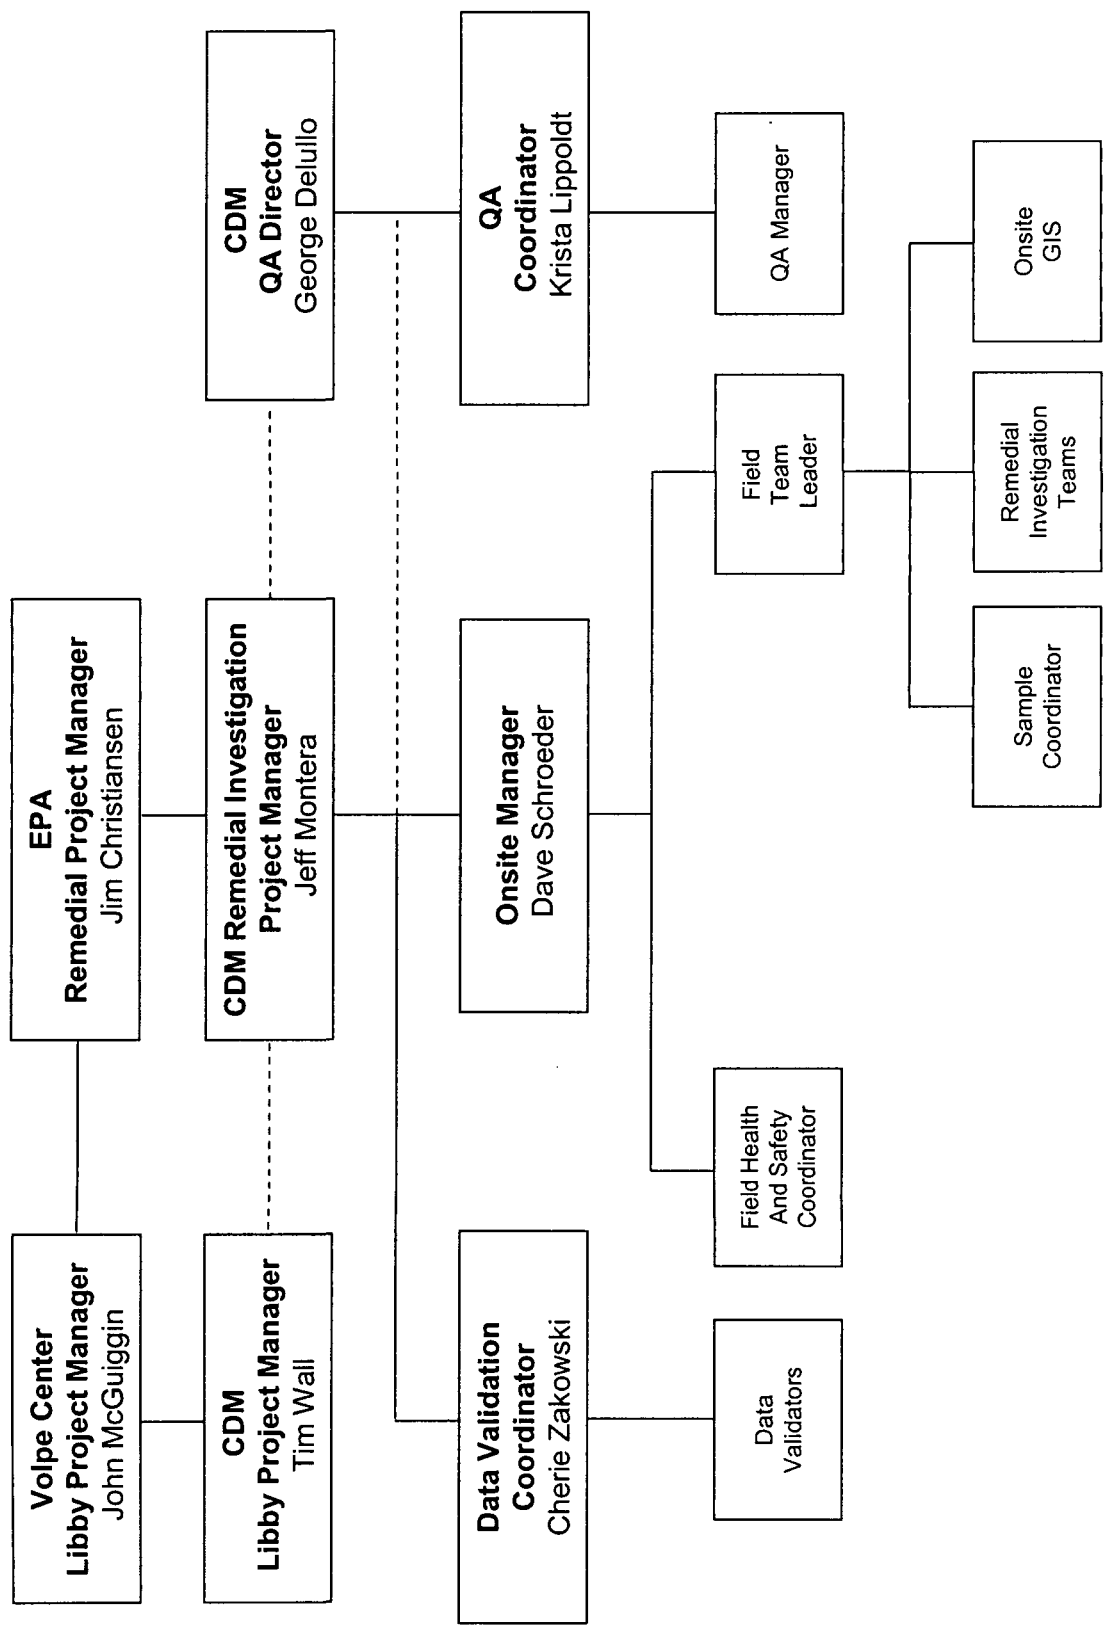 Volpe Center
Libby Project Manager
John McGuiggin
EPA
Remedial Project Manager
Jim Christiansen
CDM
Libby Project Manager
Tim Wall
CDM Remedial Investigation
Project Manager
Jeff Montera
CDM
QA Director
George Delullo
Data Validation
Coordinator
Cherie Zakowski
Onsite Manager
Dave Schroeder
QA
Coordinator
Krista Lippoldt
Data
Validators
Field Health
And Safety
Coordinator
Field
Team
Leader
QA Manager
Sample
Coordinator
Remedial
Investigation
Teams
Onsite
GIS